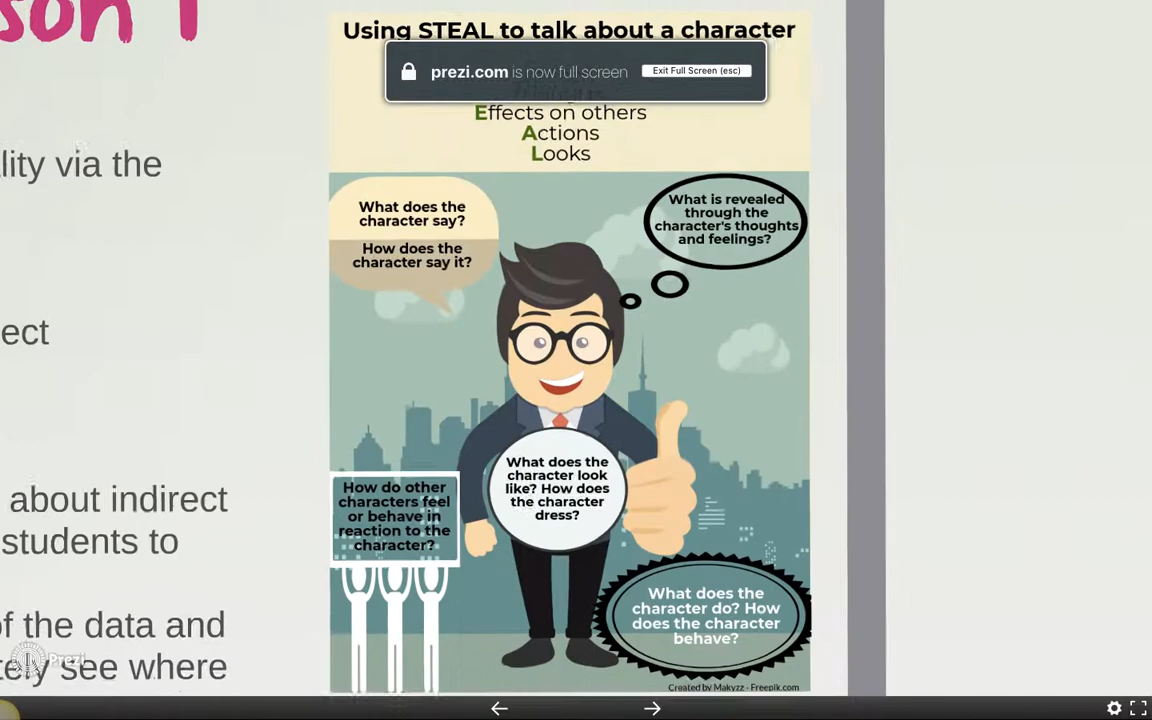 son 1
Using STEAL to talk about a character
prezi.com is now full screen
Exit Full Screen (esc)
Effects on others
Actions
Looks
lity via the
ect
about indirect
students to
of the data and
tely see where
Prezi
What does the
character say?
How does the
character say it?
What is revealed
through the
character's thoughts
and feelings?
What does the
character look
like? How does
the character
dress?
How do other
characters feel
or behave in
reaction to the
character?
What does the
character do? How
does the character
behave?
Created by Makyzz - Freepik.com